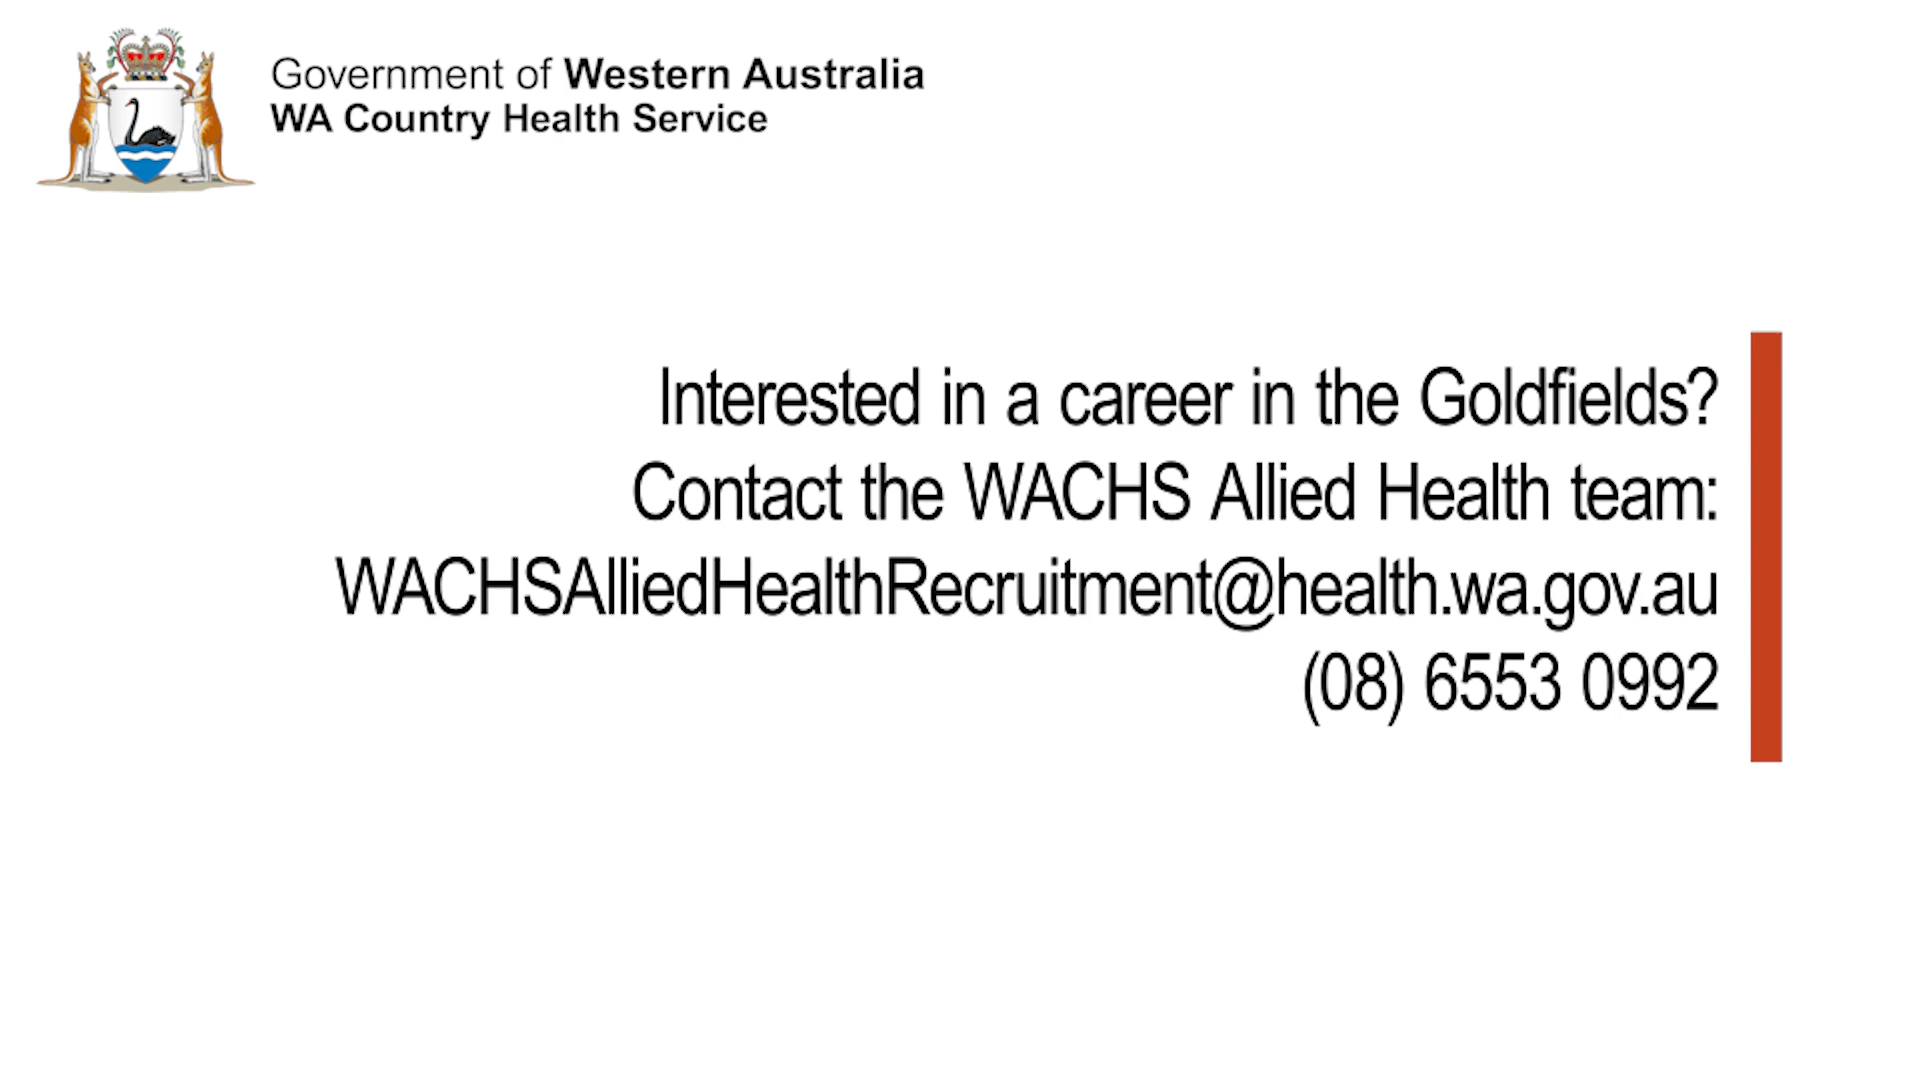 Government of Western Australia
WA Country Health Service
Interested in a career in the Goldfields?
Contact the WACHS Allied Health team:
WACHSAlliedHealthRecruitment@health.wa.gov.au
(08) 6553 0992